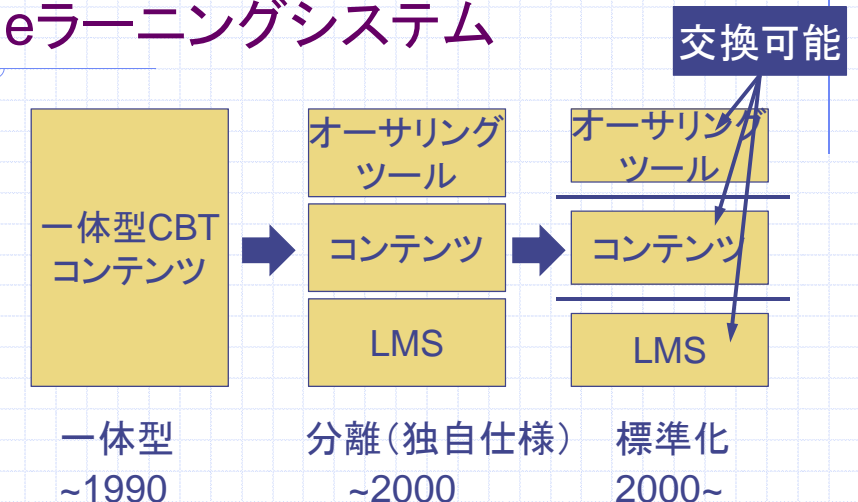 eラーニングシステム
交換可能
一体型CBT
コンテンツ
オーサリング
ツール
コンテンツ
LMS
オーサリング
ツール
コンテンツ
LMS
一体型
~1990
分離(独自仕様)
~2000
標準化
2000~